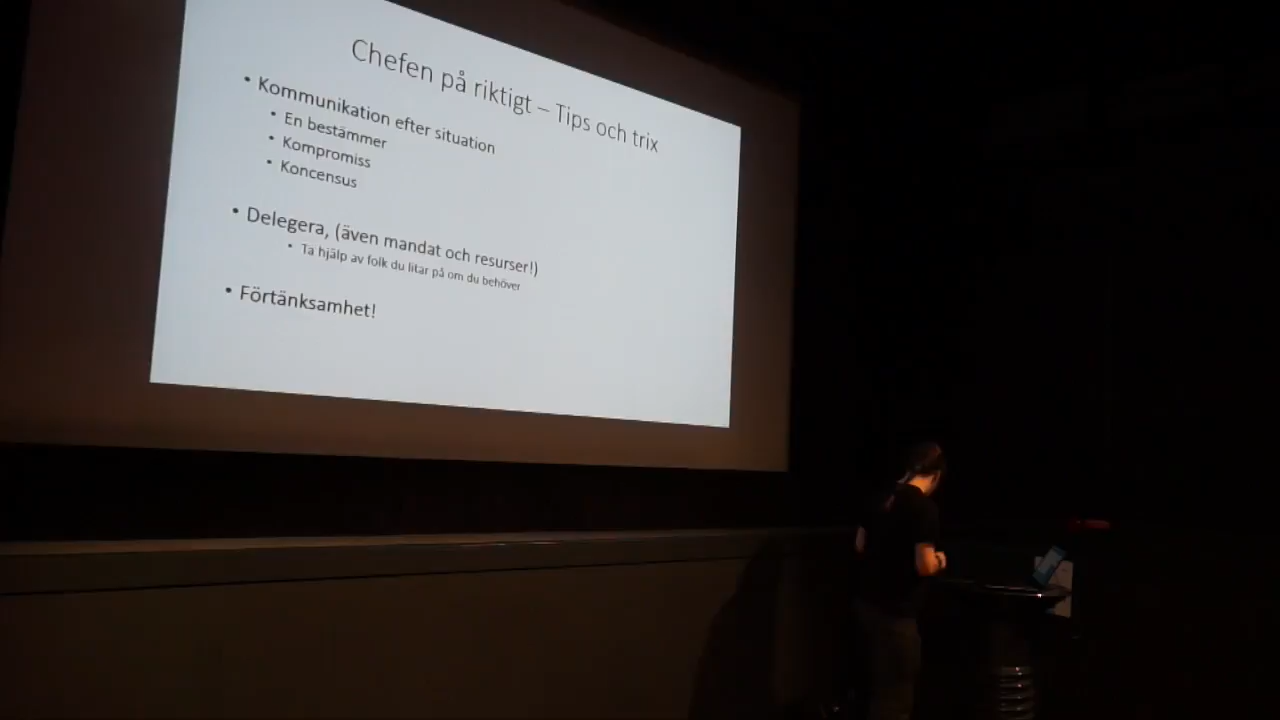 Chefen på riktigt – Tips och trix
• Kommunikation efter situation
• En bestämmer
• Kompromiss
• Koncensus
• Delegera, (även mandat och resurser!)
• Ta hjälp av folk du litar på om du behöver
• Förtänksamhet!